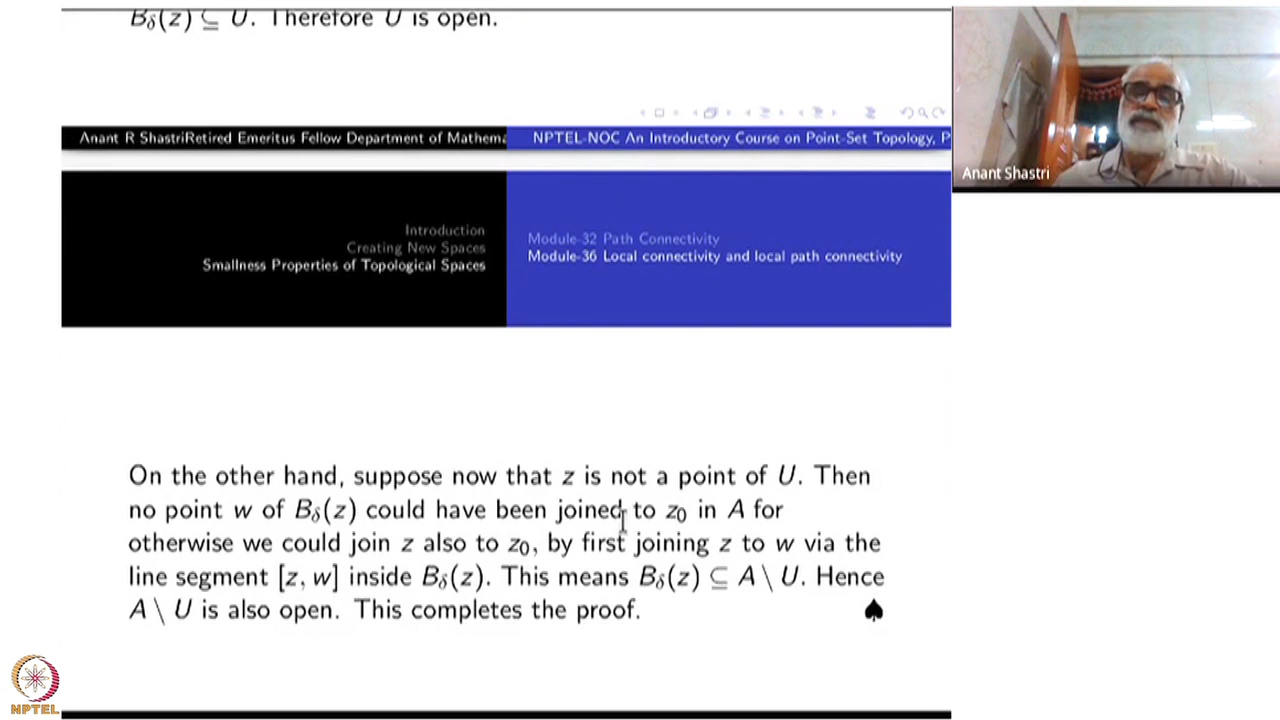 B_δ(z) ⊆ U. Therefore U is open.
Anant R ShastriRetired Emeritus Fellow Department of Mathema
NPTEL-NOC An Introductory Course on Point-Set Topology, P
Anant Shastri
Introduction
Creating New Spaces
Smallness Properties of Topological Spaces
Module-32 Path Connectivity
Module-36 Local connectivity and local path connectivity
On the other hand, suppose now that z is not a point of U. Then
no point w of B_δ(z) could have been joined to z₀ in A for
otherwise we could join z also to z₀, by first joining z to w via the
line segment [z, w] inside B_δ(z). This means B_δ(z) ⊆ A \ U. Hence
A \ U is also open. This completes the proof. ♠
NPTEL